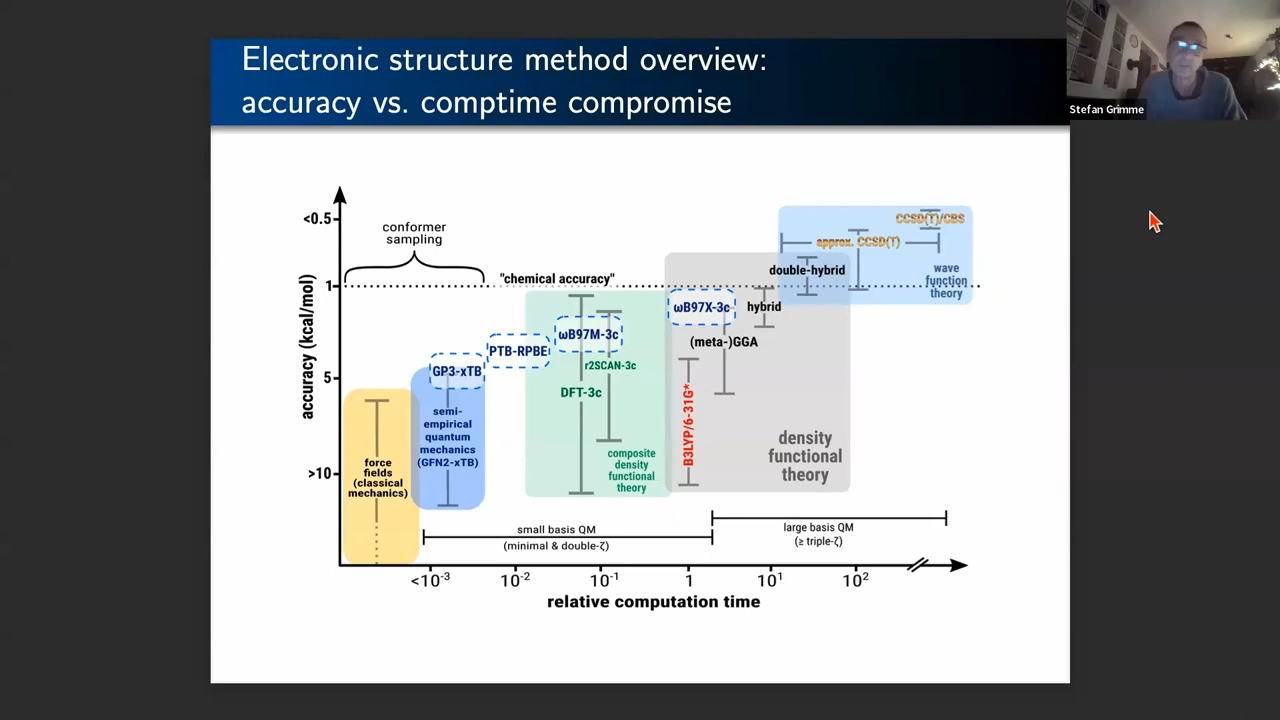 Electronic structure method overview:
accuracy vs. comptime compromise
Stefan Grimme
accuracy (kcal/mol)
<0.5
1
5
>10
conformer
sampling
"chemical accuracy"
CCSD(T)/CBS
approx. CCSD(T)
double-hybrid
wave
function
theory
ωB97X-3c
hybrid
(meta-)GGA
B3LYP/6-31G*
density
functional
theory
ωB97M-3c
PTB-RPBE
r2SCAN-3c
DFT-3c
composite
density
functional
theory
GP3-xTB
semi-
empirical
quantum
mechanics
(GFN2-xTB)
force
fields
(classical
mechanics)
small basis QM
(minimal & double-ζ)
large basis QM
(≥ triple-ζ)
<10⁻³
10⁻²
10⁻¹
1
10¹
10²
relative computation time